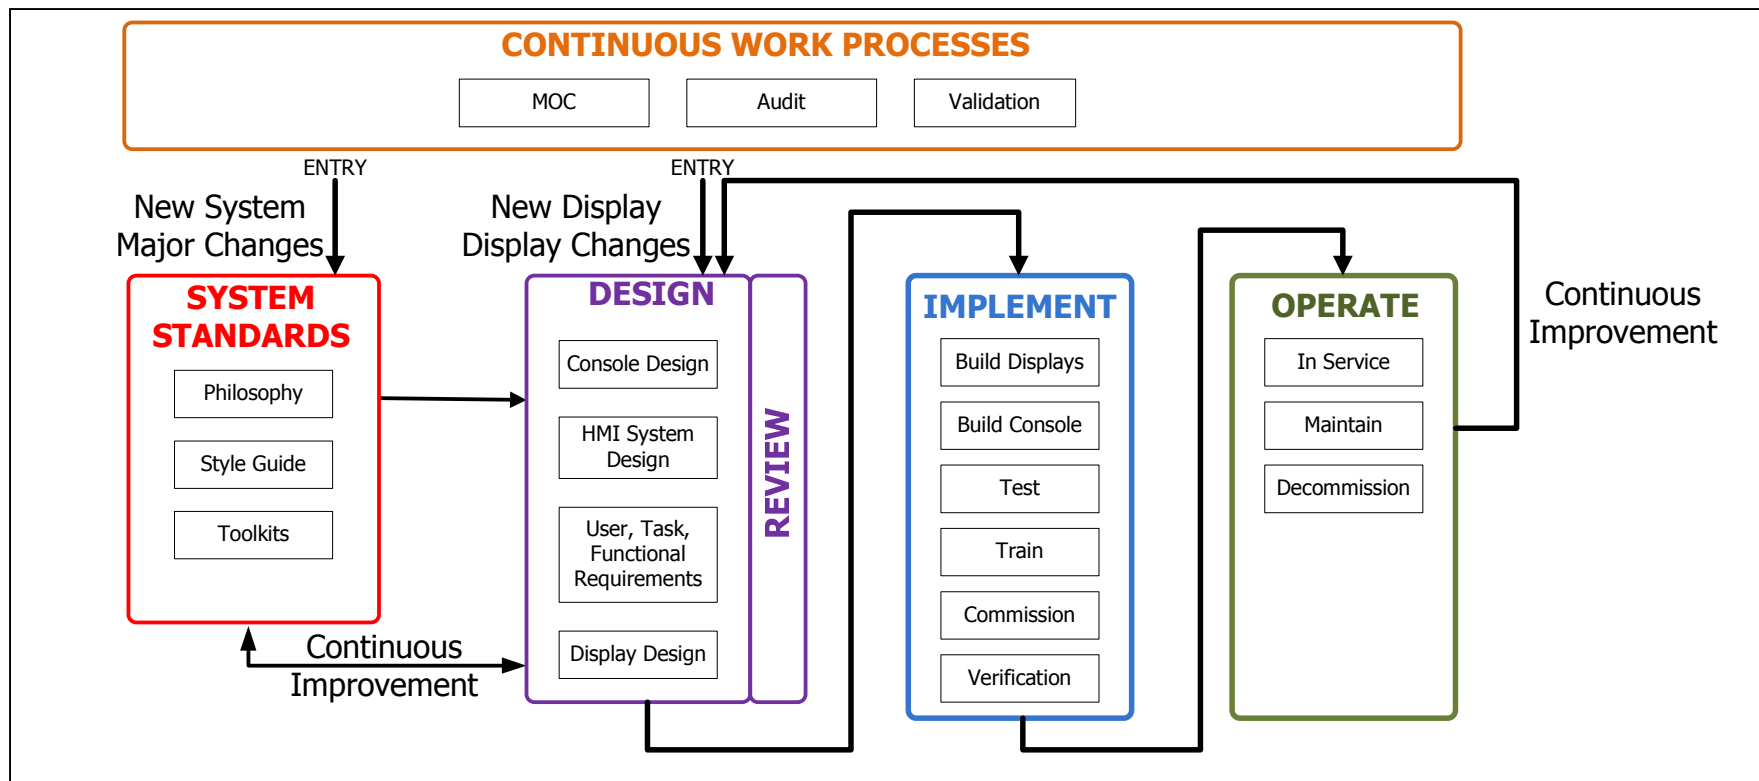 CONTINUOUS WORK PROCESSES
MOC
Audit
Validation
ENTRY
New System
Major Changes
ENTRY
New Display
Display Changes
SYSTEM
STANDARDS
Philosophy
Style Guide
Toolkits
Continuous
Improvement
DESIGN
Console Design
HMI System
Design
User, Task,
Functional
Requirements
Display Design
REVIEW
IMPLEMENT
Build Displays
Build Console
Test
Train
Commission
Verification
OPERATE
In Service
Maintain
Decommission
Continuous
Improvement